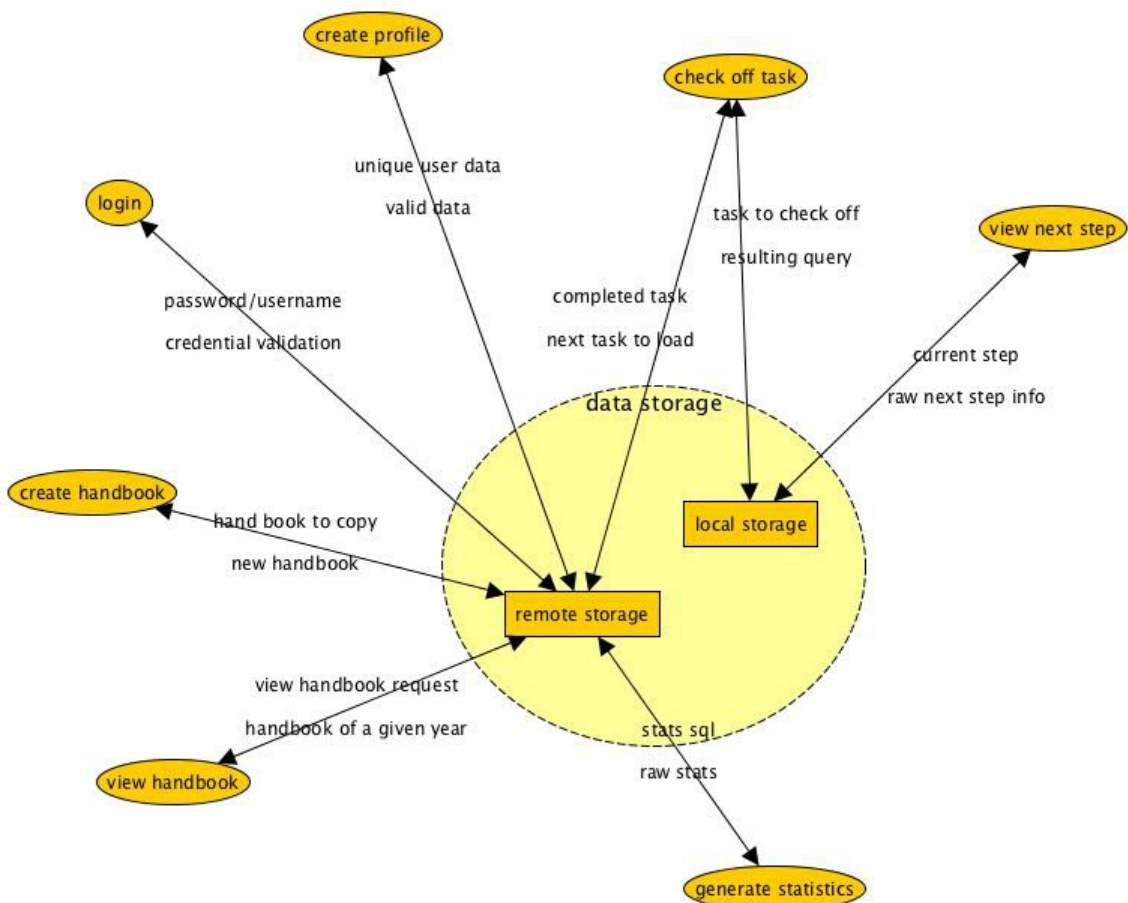 create profile
check off task
unique user data
valid data
login
task to check off
resulting query
view next step
password/username
credential validation
completed task
next task to load
current step
raw next step info
data storage
create handbook
hand book to copy
new handbook
local storage
remote storage
view handbook request
handbook of a given year
stats sql
raw stats
view handbook
generate statistics